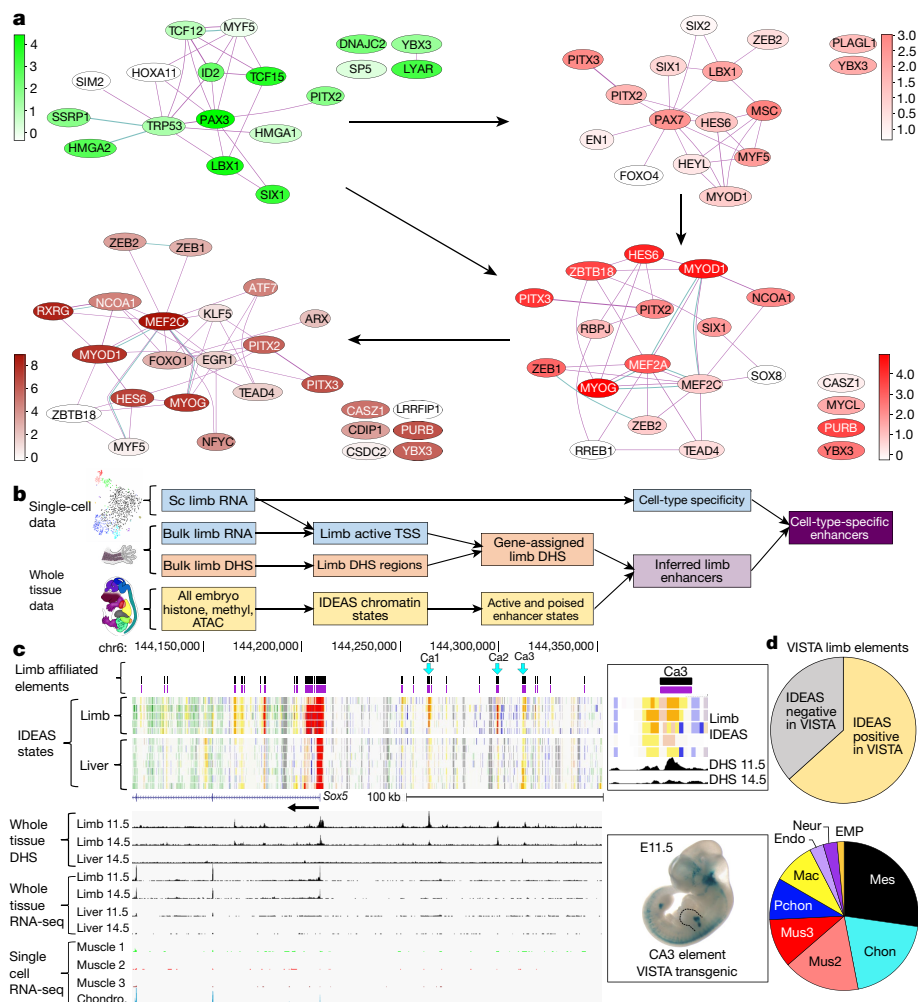 a
TCF12 MYF5
HOXA11 ID2 TCF15
SIM2
SSRP1 TRP53 PAX3 PITX2
HMGA2 HMGA1
LBX1
SIX1
DNAJC2 YBX3
SP5 LYAR
4
3
2
1
0
SIX2
ZEB2
PITX3 SIX1 LBX1
PITX2
PAX7 HES6 MSC
EN1
HEYL MYF5
FOXO4
MYOD1
PLAGL1
YBX3
3.0
2.5
2.0
1.5
1.0
ZEB2 ZEB1
ATF7
RXRG NCOA1 KLF5
MEF2C ARX
MYOD1 FOXO1 EGR1 PITX2
HES6 MYOG TEAD4 PITX3
ZBTB18
MYF5 NFYC
CASZ1 LRRFIP1
CDIP1 PURB
CSDC2 YBX3
8
6
4
2
0
HES6
ZBTB18 MYOD1
PITX3 PITX2 NCOA1
RBPJ SIX1
ZEB1 MEF2A
MYOG MEF2C SOX8
ZEB2
RREB1 TEAD4
CASZ1
MYCL
PURB
YBX3
4.0
3.0
2.0
1.0
0
b
Single-cell
data
Whole
tissue data
Sc limb RNA
Cell-type specificity
Bulk limb RNA
Limb active TSS
Bulk limb DHS
Limb DHS regions
Gene-assigned
limb DHS
Cell-type-specific
enhancers
Inferred limb
enhancers
All embryo
histone, methyl,
ATAC
IDEAS chromatin
states
Active and poised
enhancer states
c
chr6: 144,150,000 144,200,000 144,250,000 144,300,000 144,350,000
Ca1 Ca2 Ca3
Limb affiliated
elements
IDEAS
states
Limb
Liver
Sox5 100 kb
Whole
tissue
DHS
Limb 11.5
Limb 14.5
Liver 14.5
Whole
tissue
RNA-seq
Limb 11.5
Limb 14.5
Liver 11.5
Liver 14.5
Single
cell
RNA-seq
Muscle 1
Muscle 2
Muscle 3
Chondro.
Ca3
Limb
IDEAS
DHS 11.5
DHS 14.5
E11.5
CA3 element
VISTA transgenic
d
VISTA limb elements
IDEAS
negative
in VISTA
IDEAS
positive
in VISTA
Neur
Endo EMP
Mac
Mes
Pchon
Mus3
Mus2
Chon